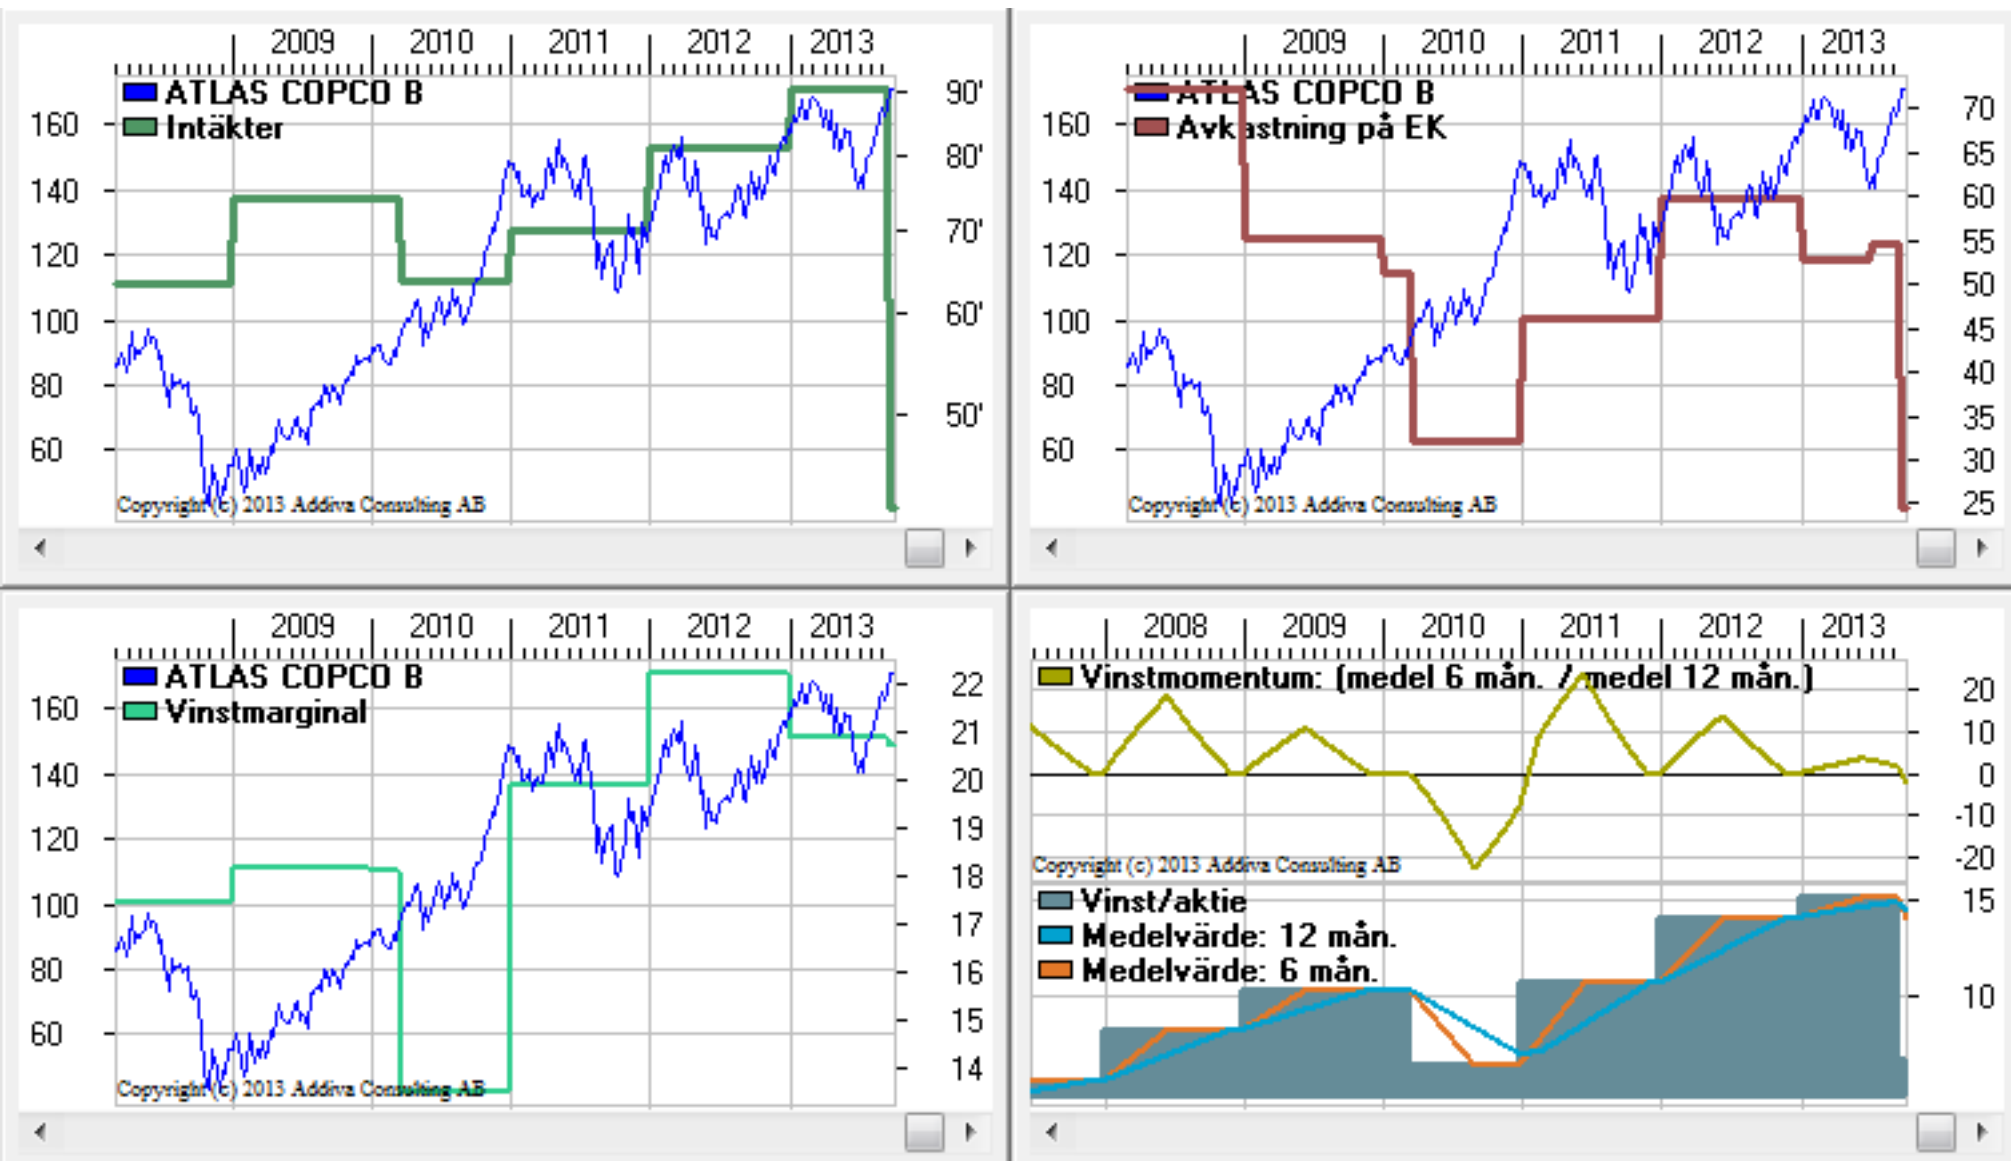 2009 2010 2011 2012 2013
ATLAS COPCO B
Intäkter
160
140
120
100
80
60
90'
80'
70'
60'
50'
Copyright (c) 2013 Addiva Consulting AB
2009 2010 2011 2012 2013
ATLAS COPCO B
Avkastning på EK
160
140
120
100
80
60
70
65
60
55
50
45
40
35
30
25
Copyright (c) 2013 Addiva Consulting AB
2009 2010 2011 2012 2013
ATLAS COPCO B
Vinstmarginal
160
140
120
100
80
60
22
21
20
19
18
17
16
15
14
Copyright (c) 2013 Addiva Consulting AB
2008 2009 2010 2011 2012 2013
Vinstmomentum: (medel 6 mån. / medel 12 mån.)
20
10
0
-10
-20
Copyright (c) 2013 Addiva Consulting AB
Vinst/aktie
Medelvärde: 12 mån.
Medelvärde: 6 mån.
15
10